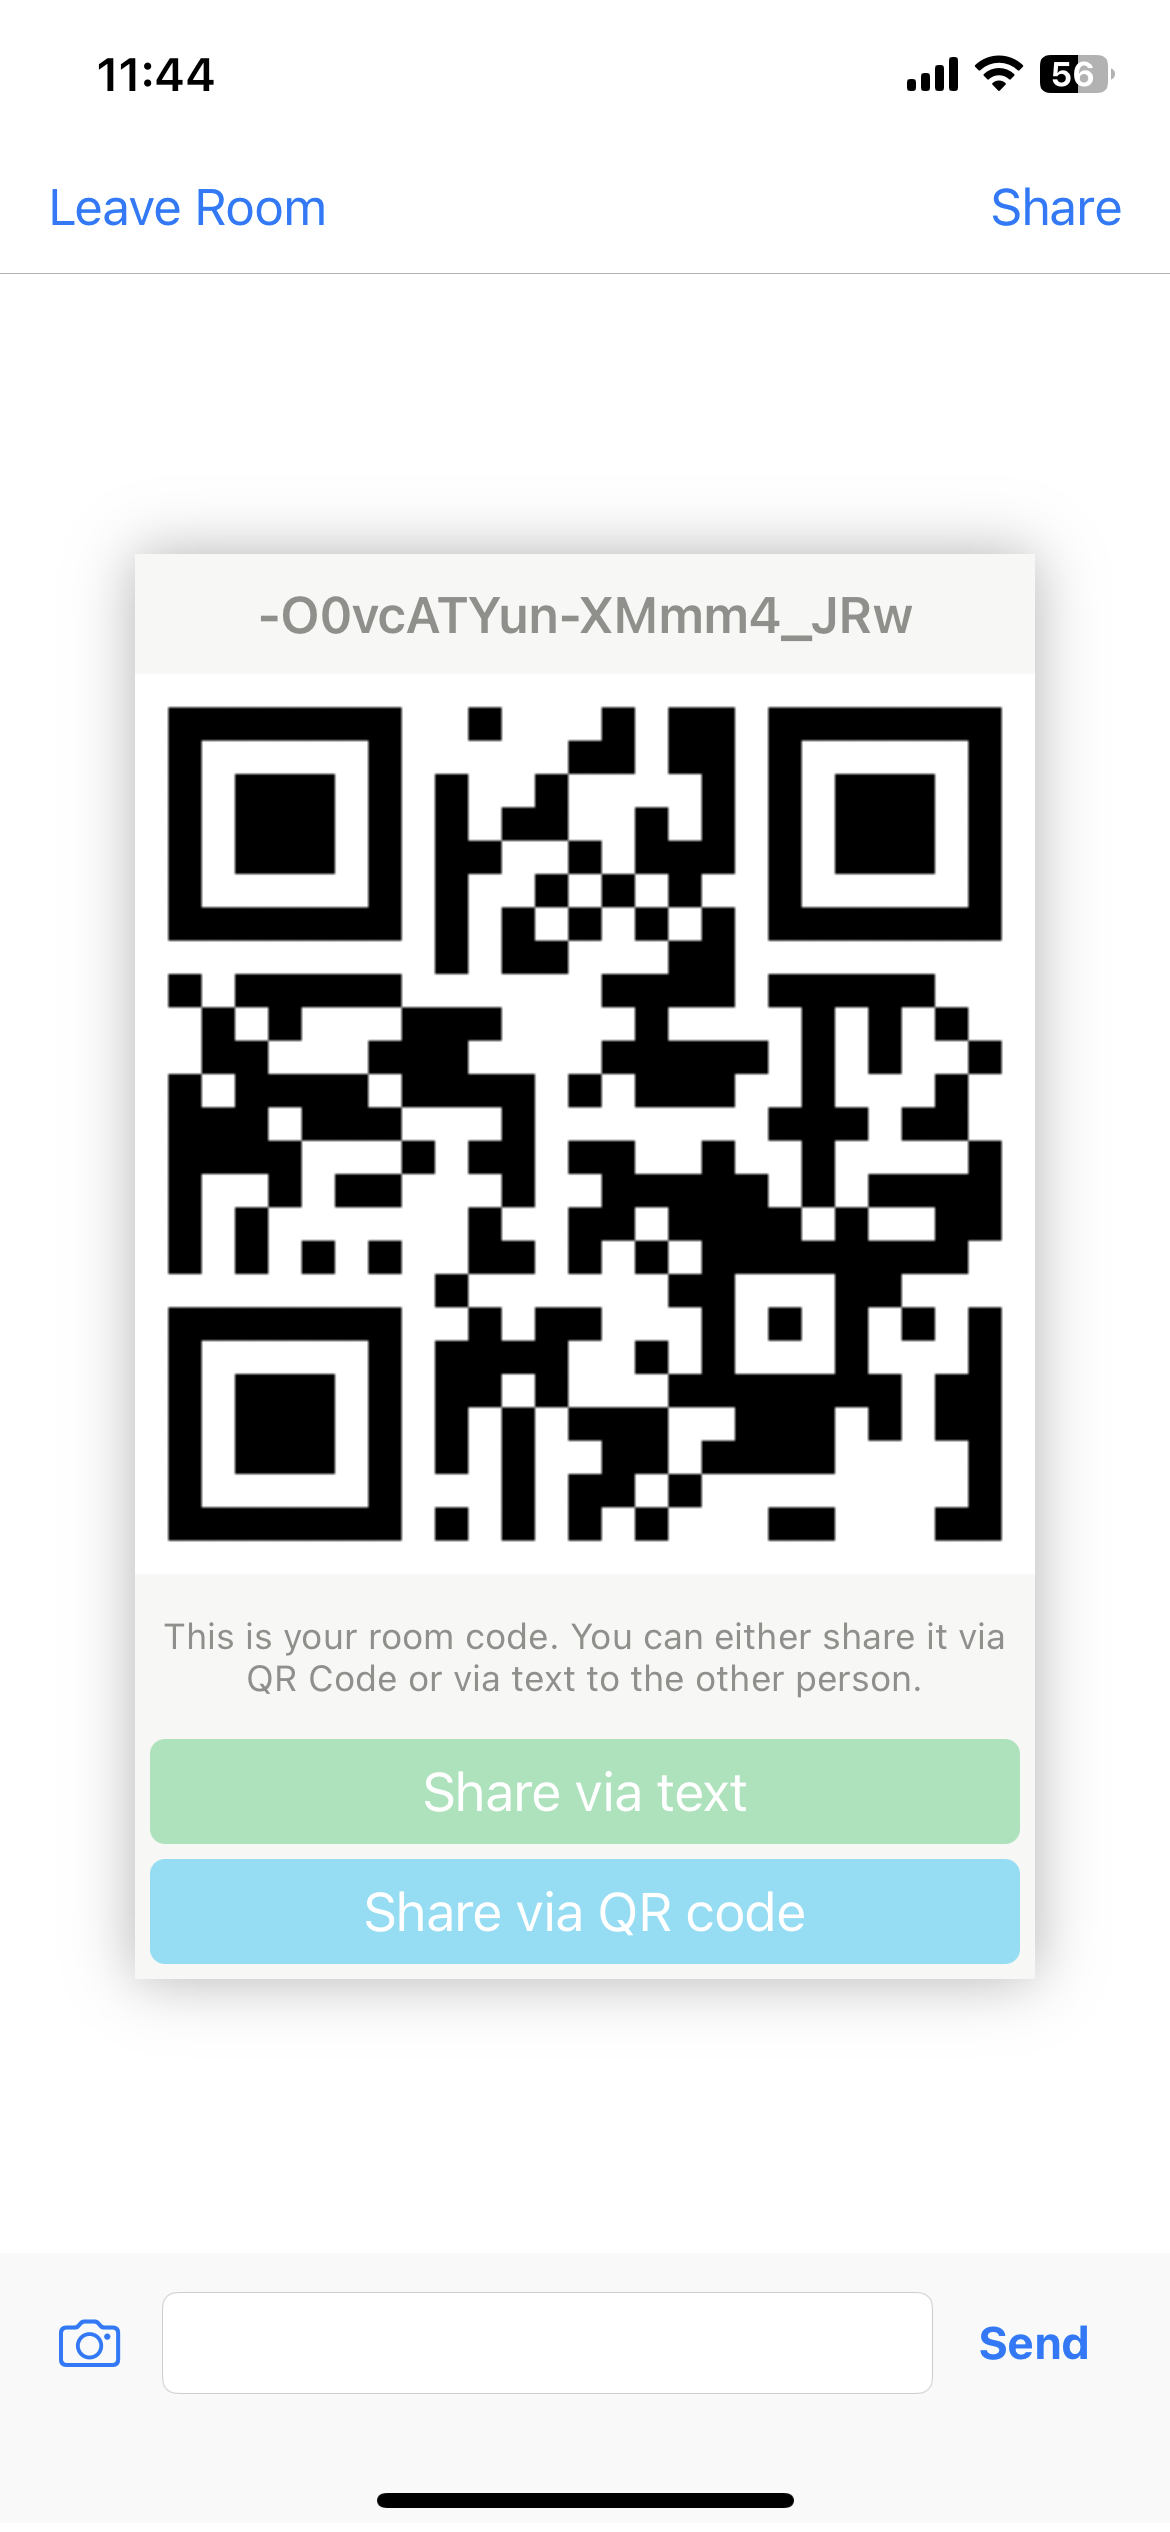 11:44
56
Leave Room
Share
-O0vcATYun-XMmm4_JRw
This is your room code. You can either share it via
QR Code or via text to the other person.
Share via text
Share via QR code
Send